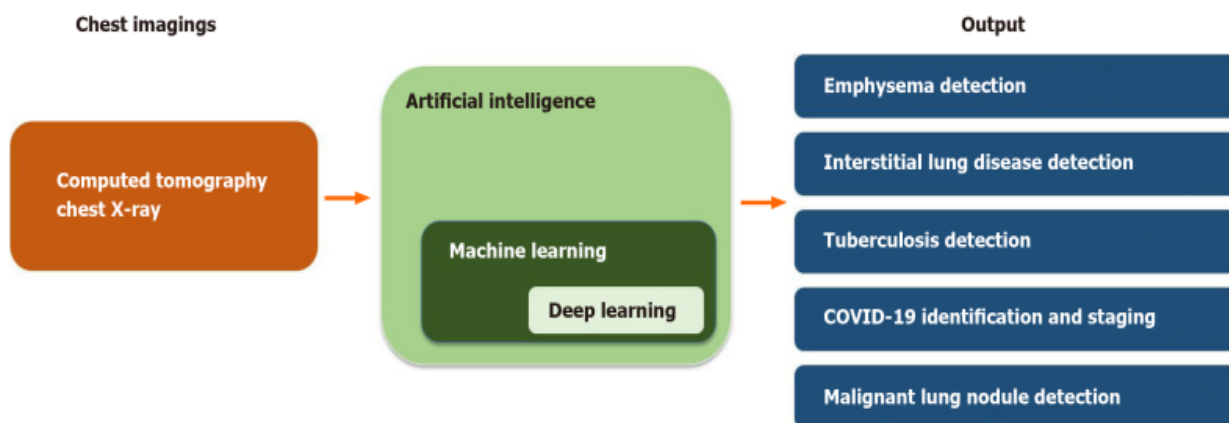 Chest imagings
Output
Computed tomography
chest X-ray
Artificial intelligence
Machine learning
Deep learning
Emphysema detection
Interstitial lung disease detection
Tuberculosis detection
COVID-19 identification and staging
Malignant lung nodule detection